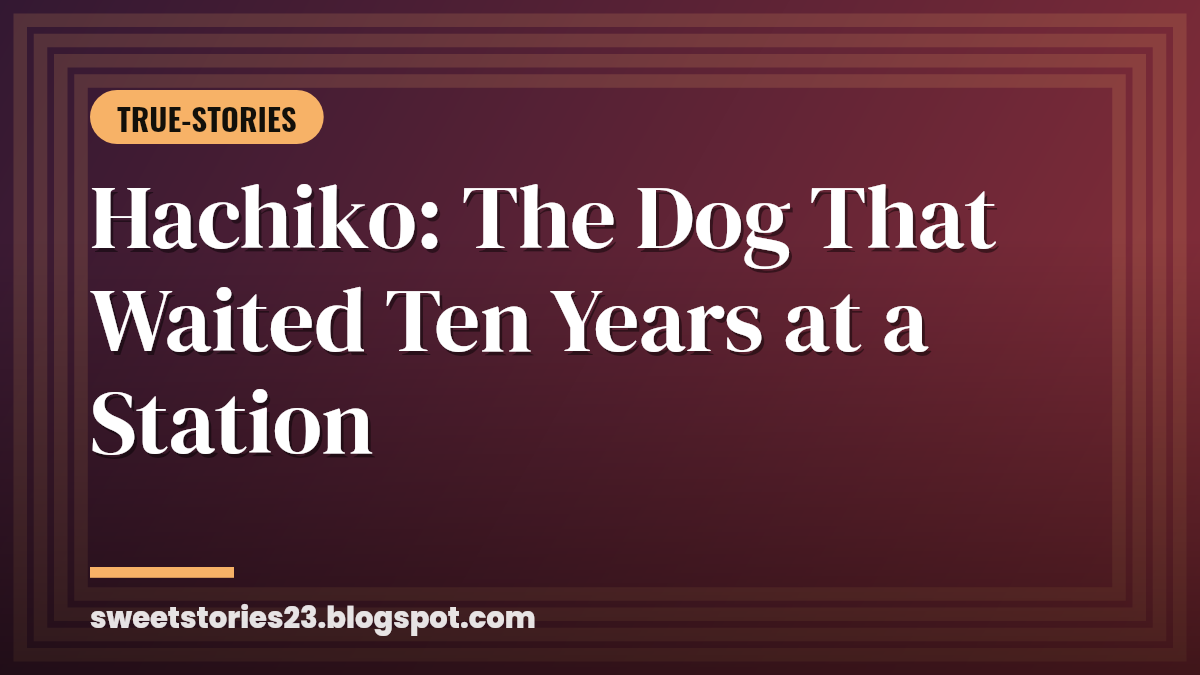 TRUE-STORIES
Hachiko: The Dog That
Waited Ten Years at a
Station
sweetstories23.blogspot.com